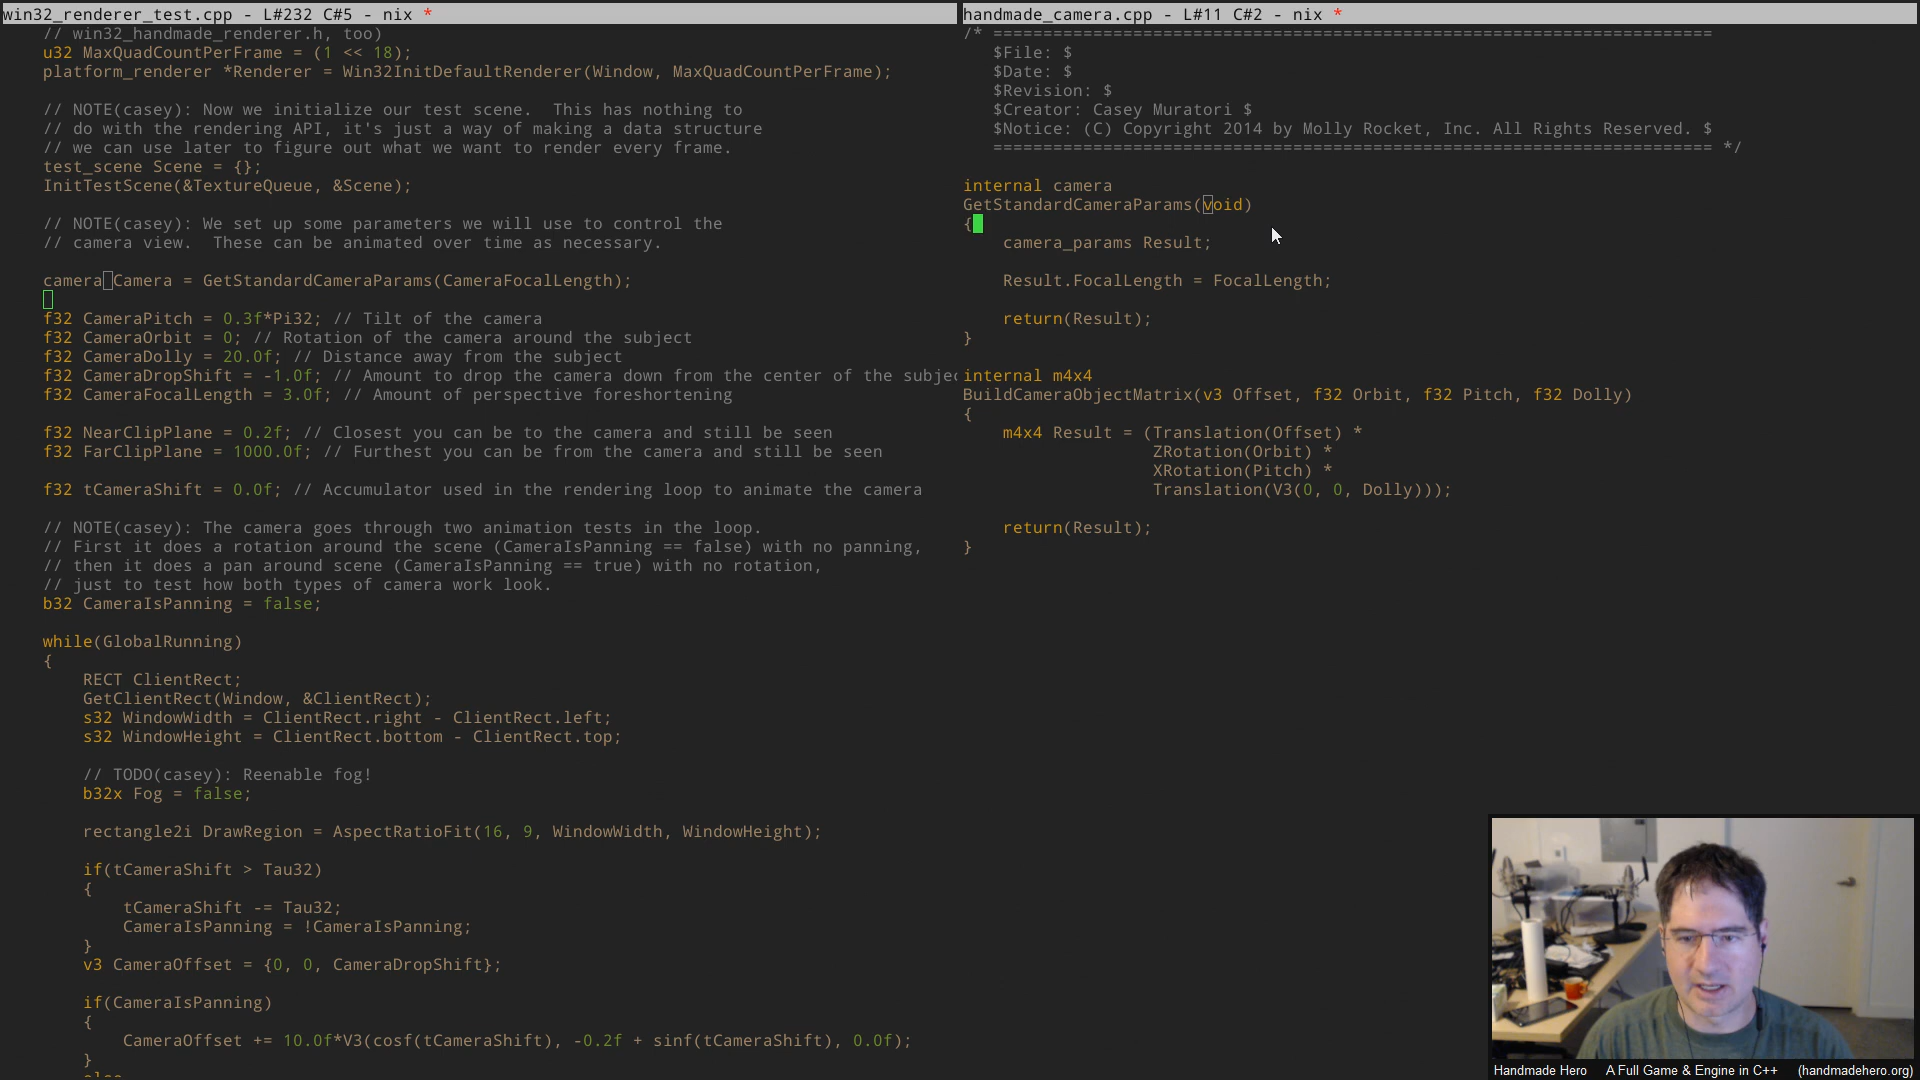 win32_renderer_test.cpp - L#232 C#5 - nix *
// win32_handmade_renderer.h, too)
u32 MaxQuadCountPerFrame = (1 << 18);
platform_renderer *Renderer = Win32InitDefaultRenderer(Window, MaxQuadCountPerFrame);
// NOTE(casey): Now we initialize our test scene.  This has nothing to
// do with the rendering API, it's just a way of making a data structure
// we can use later to figure out what we want to render every frame.
test_scene Scene = {};
InitTestScene(&TextureQueue, &Scene);
// NOTE(casey): We set up some parameters we will use to control the
// camera view.  These can be animated over time as necessary.
camera Camera = GetStandardCameraParams(CameraFocalLength);
f32 CameraPitch = 0.3f*Pi32; // Tilt of the camera
f32 CameraOrbit = 0; // Rotation of the camera around the subject
f32 CameraDolly = 20.0f; // Distance away from the subject
f32 CameraDropShift = -1.0f; // Amount to drop the camera down from the center of the subjec
f32 CameraFocalLength = 3.0f; // Amount of perspective foreshortening
f32 NearClipPlane = 0.2f; // Closest you can be to the camera and still be seen
f32 FarClipPlane = 1000.0f; // Furthest you can be from the camera and still be seen
f32 tCameraShift = 0.0f; // Accumulator used in the rendering loop to animate the camera
// NOTE(casey): The camera goes through two animation tests in the loop.
// First it does a rotation around the scene (CameraIsPanning == false) with no panning,
// then it does a pan around scene (CameraIsPanning == true) with no rotation,
// just to test how both types of camera work look.
b32 CameraIsPanning = false;
while(GlobalRunning)
{
RECT ClientRect;
GetClientRect(Window, &ClientRect);
s32 WindowWidth = ClientRect.right - ClientRect.left;
s32 WindowHeight = ClientRect.bottom - ClientRect.top;
// TODO(casey): Reenable fog!
b32x Fog = false;
rectangle2i DrawRegion = AspectRatioFit(16, 9, WindowWidth, WindowHeight);
if(tCameraShift > Tau32)
{
tCameraShift -= Tau32;
CameraIsPanning = !CameraIsPanning;
}
v3 CameraOffset = {0, 0, CameraDropShift};
if(CameraIsPanning)
{
CameraOffset += 10.0f*V3(cosf(tCameraShift), -0.2f + sinf(tCameraShift), 0.0f);
}
else
handmade_camera.cpp - L#11 C#2 - nix *
/* ========================================================================
$File: $
$Date: $
$Revision: $
$Creator: Casey Muratori $
$Notice: (C) Copyright 2014 by Molly Rocket, Inc. All Rights Reserved. $
======================================================================== */
internal camera
GetStandardCameraParams(void)
{
camera_params Result;
Result.FocalLength = FocalLength;
return(Result);
}
internal m4x4
BuildCameraObjectMatrix(v3 Offset, f32 Orbit, f32 Pitch, f32 Dolly)
{
m4x4 Result = (Translation(Offset) *
ZRotation(Orbit) *
XRotation(Pitch) *
Translation(V3(0, 0, Dolly)));
return(Result);
}
Handmade Hero A Full Game & Engine in C++ (handmadehero.org)